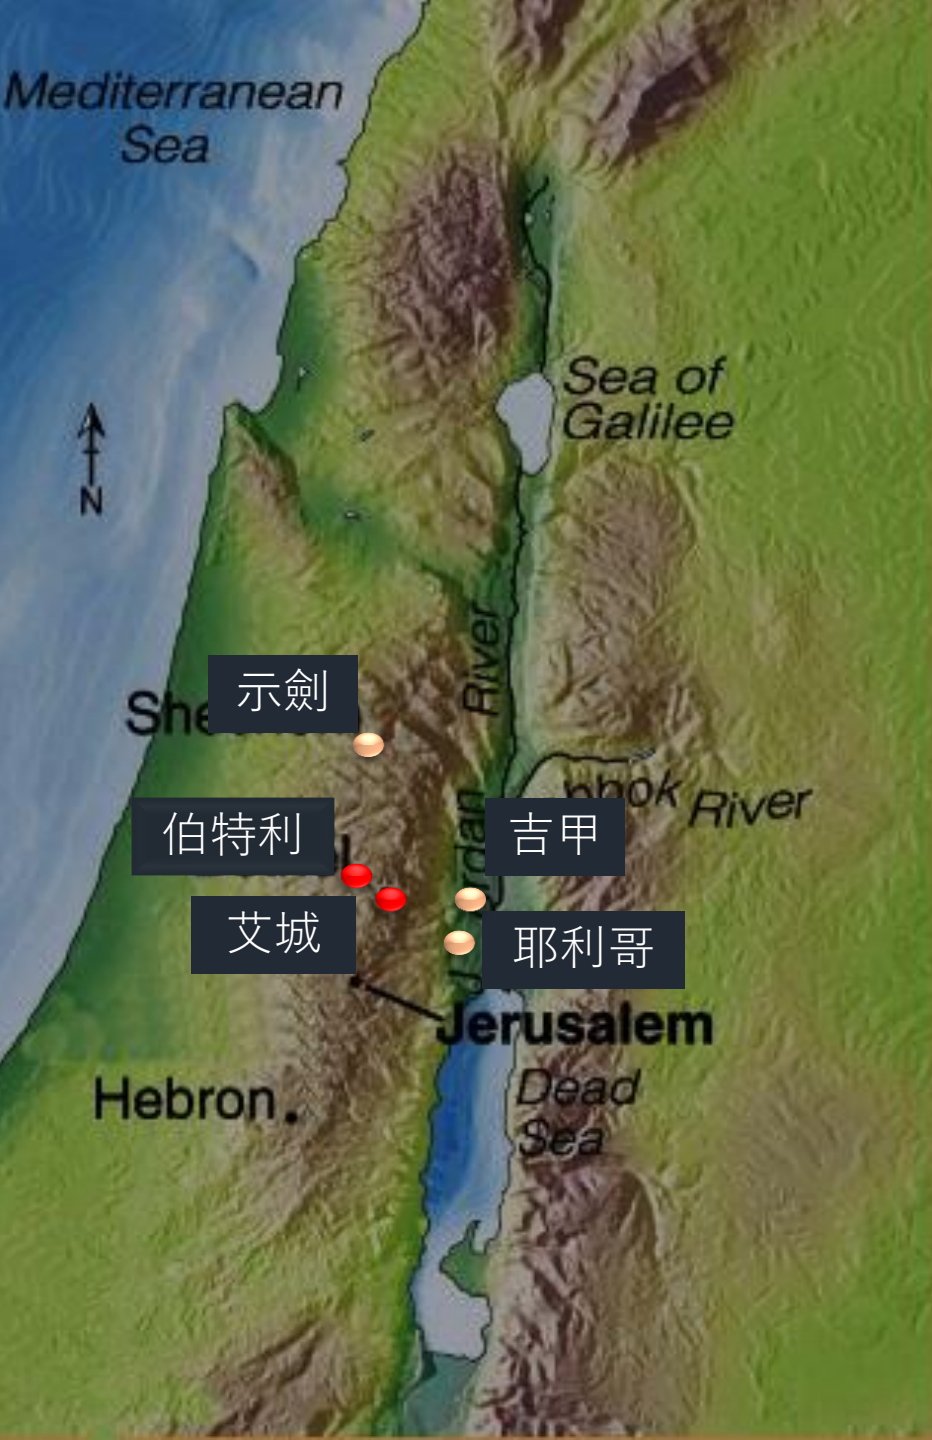 Mediterranean
Sea
Sea of
Galilee
N
River
示劍
River
伯特利
吉甲
艾城
耶利哥
Jerusalem
Hebron
Dead
Sea